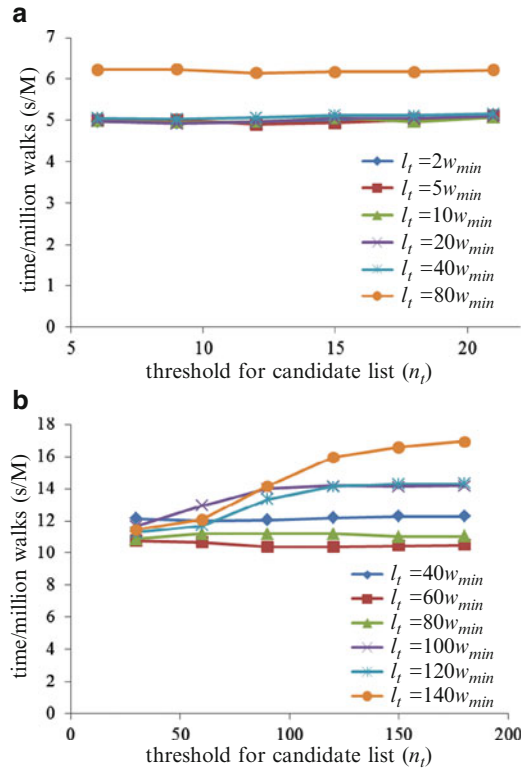 a
time/million walks (s/M)
7
6
5
4
3
2
1
0
l_t =2w_min
l_t =5w_min
l_t =10w_min
l_t =20w_min
l_t =40w_min
l_t =80w_min
5 10 15 20
threshold for candidate list (n_t)
b
time/million walks (s/M)
18
16
14
12
10
8
6
4
2
0
l_t =40w_min
l_t =60w_min
l_t =80w_min
l_t =100w_min
l_t =120w_min
l_t =140w_min
0 50 100 150 200
threshold for candidate list (n_t)